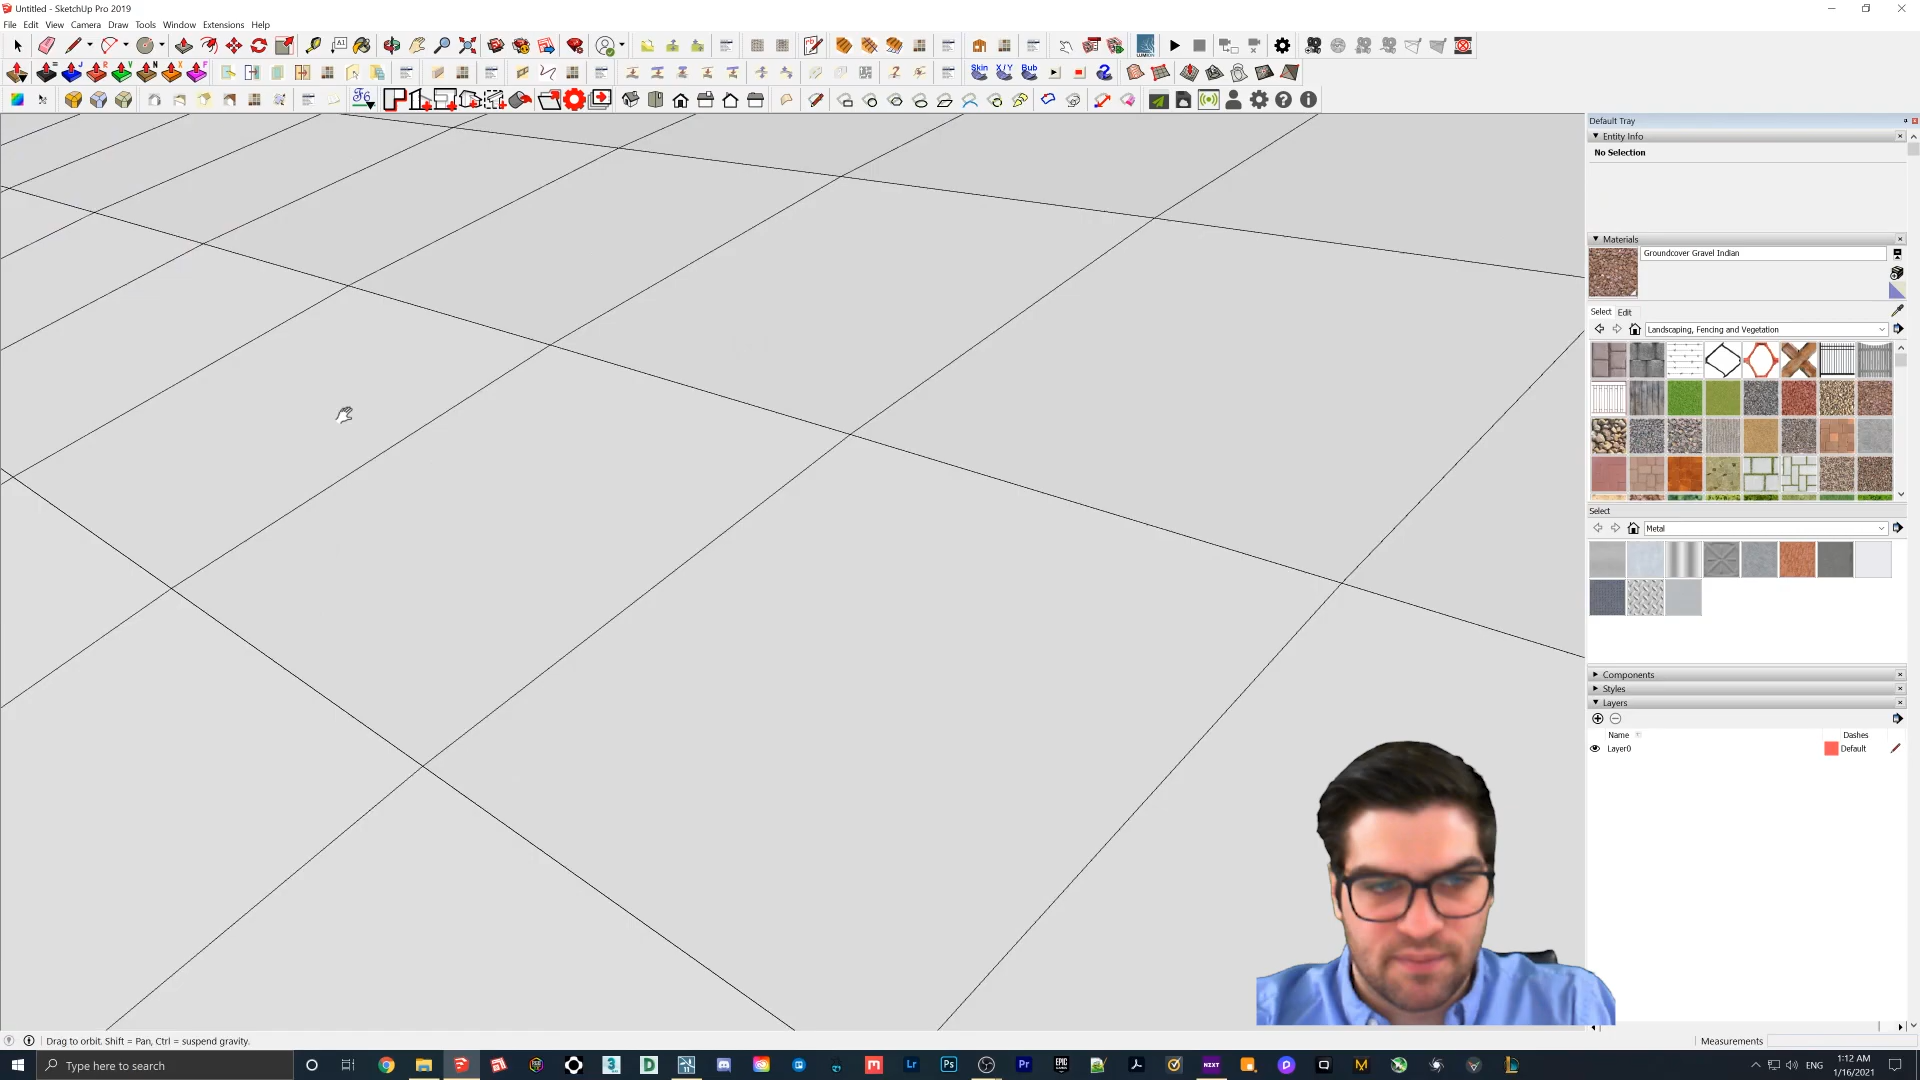 Untitled - SketchUp Pro 2019
File Edit View Camera Draw Tools Window Extensions Help
Skin X/Y Bub
Default Tray
Entity Info
No Selection
Materials
Groundcover Gravel Indian
Select Edit
Landscaping, Fencing and Vegetation
Select
Metal
Components
Styles
Layers
Name Dashes
Layer0 Default
Drag to orbit. Shift = Pan, Ctrl = suspend gravity.
Measurements
Type here to search
ENG
1:12 AM
1/16/2021